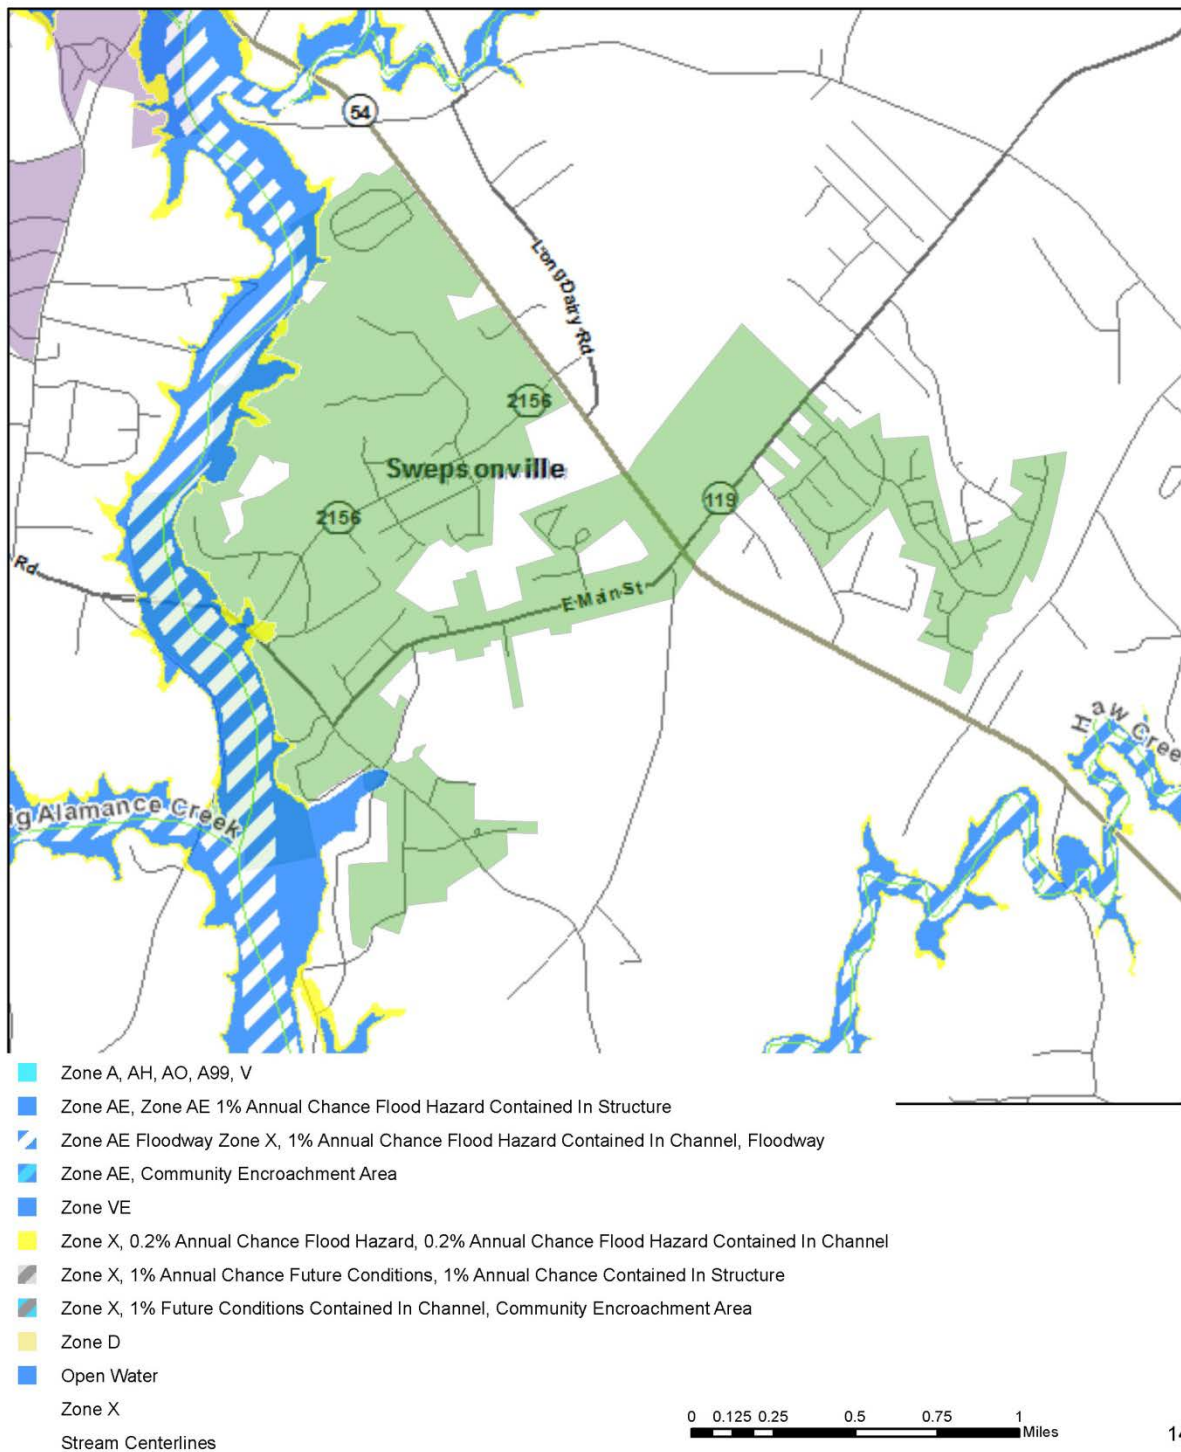 54
Long Dairy Rd
2156
Swepsonville
119
2156
Rd
E Main St
Haw Creek
ig Alamance Creek
Zone A, AH, AO, A99, V
Zone AE, Zone AE 1% Annual Chance Flood Hazard Contained In Structure
Zone AE Floodway Zone X, 1% Annual Chance Flood Hazard Contained In Channel, Floodway
Zone AE, Community Encroachment Area
Zone VE
Zone X, 0.2% Annual Chance Flood Hazard, 0.2% Annual Chance Flood Hazard Contained In Channel
Zone X, 1% Annual Chance Future Conditions, 1% Annual Chance Contained In Structure
Zone X, 1% Future Conditions Contained In Channel, Community Encroachment Area
Zone D
Open Water
Zone X
Stream Centerlines
0 0.125 0.25 0.5 0.75 1
Miles
14